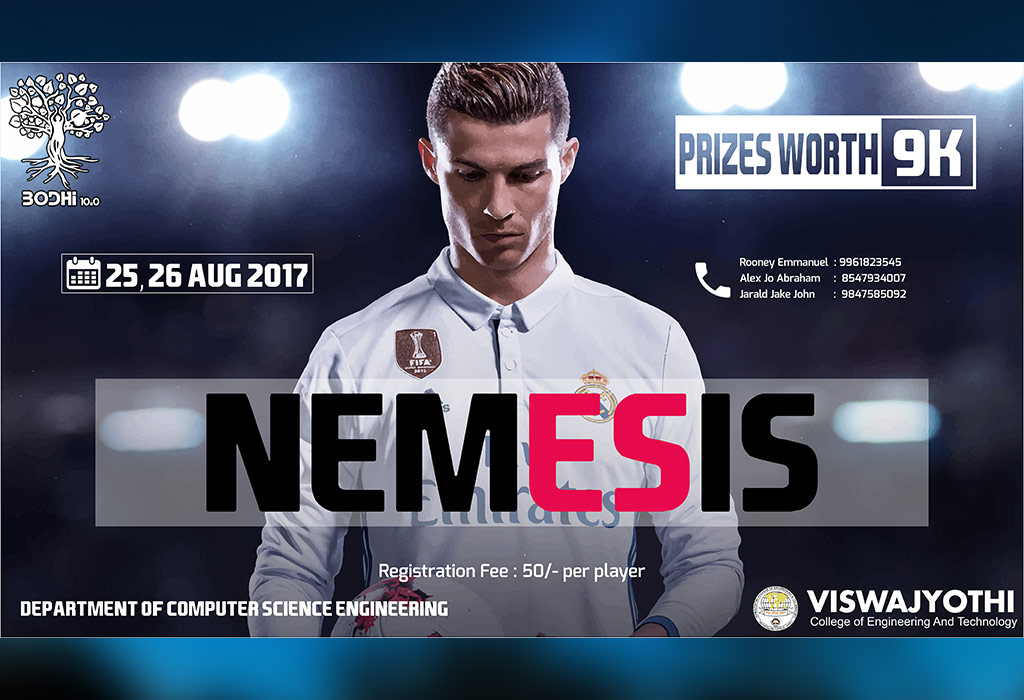 BODHi 10.0
PRIZES WORTH 9K
25, 26 AUG 2017
Rooney Emmanuel : 9961823545
Alex Jo Abraham : 8547934007
Jarald Jake John : 9847585092
FIFA
NEMESIS
Fly
Emirates
Registration Fee : 50/- per player
DEPARTMENT OF COMPUTER SCIENCE ENGINEERING
VISWAJYOTHI
College of Engineering And Technology